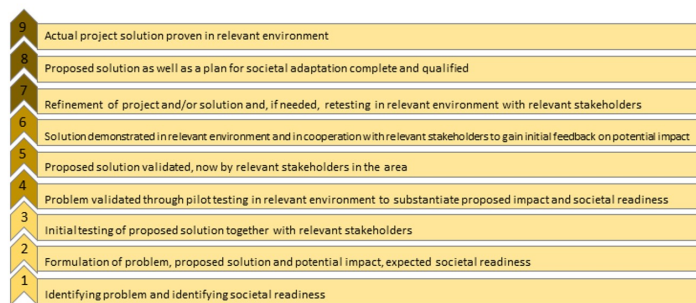 9 Actual project solution proven in relevant environment
8 Proposed solution as well as a plan for societal adaptation complete and qualified
7 Refinement of project and/or solution and, if needed, retesting in relevant environment with relevant stakeholders
6 Solution demonstrated in relevant environment and in cooperation with relevant stakeholders to gain initial feedback on potential impact
5 Proposed solution validated, now by relevant stakeholders in the area
4 Problem validated through pilot testing in relevant environment to substantiate proposed impact and societal readiness
3 Initial testing of proposed solution together with relevant stakeholders
2 Formulation of problem, proposed solution and potential impact, expected societal readiness
1 Identifying problem and identifying societal readiness